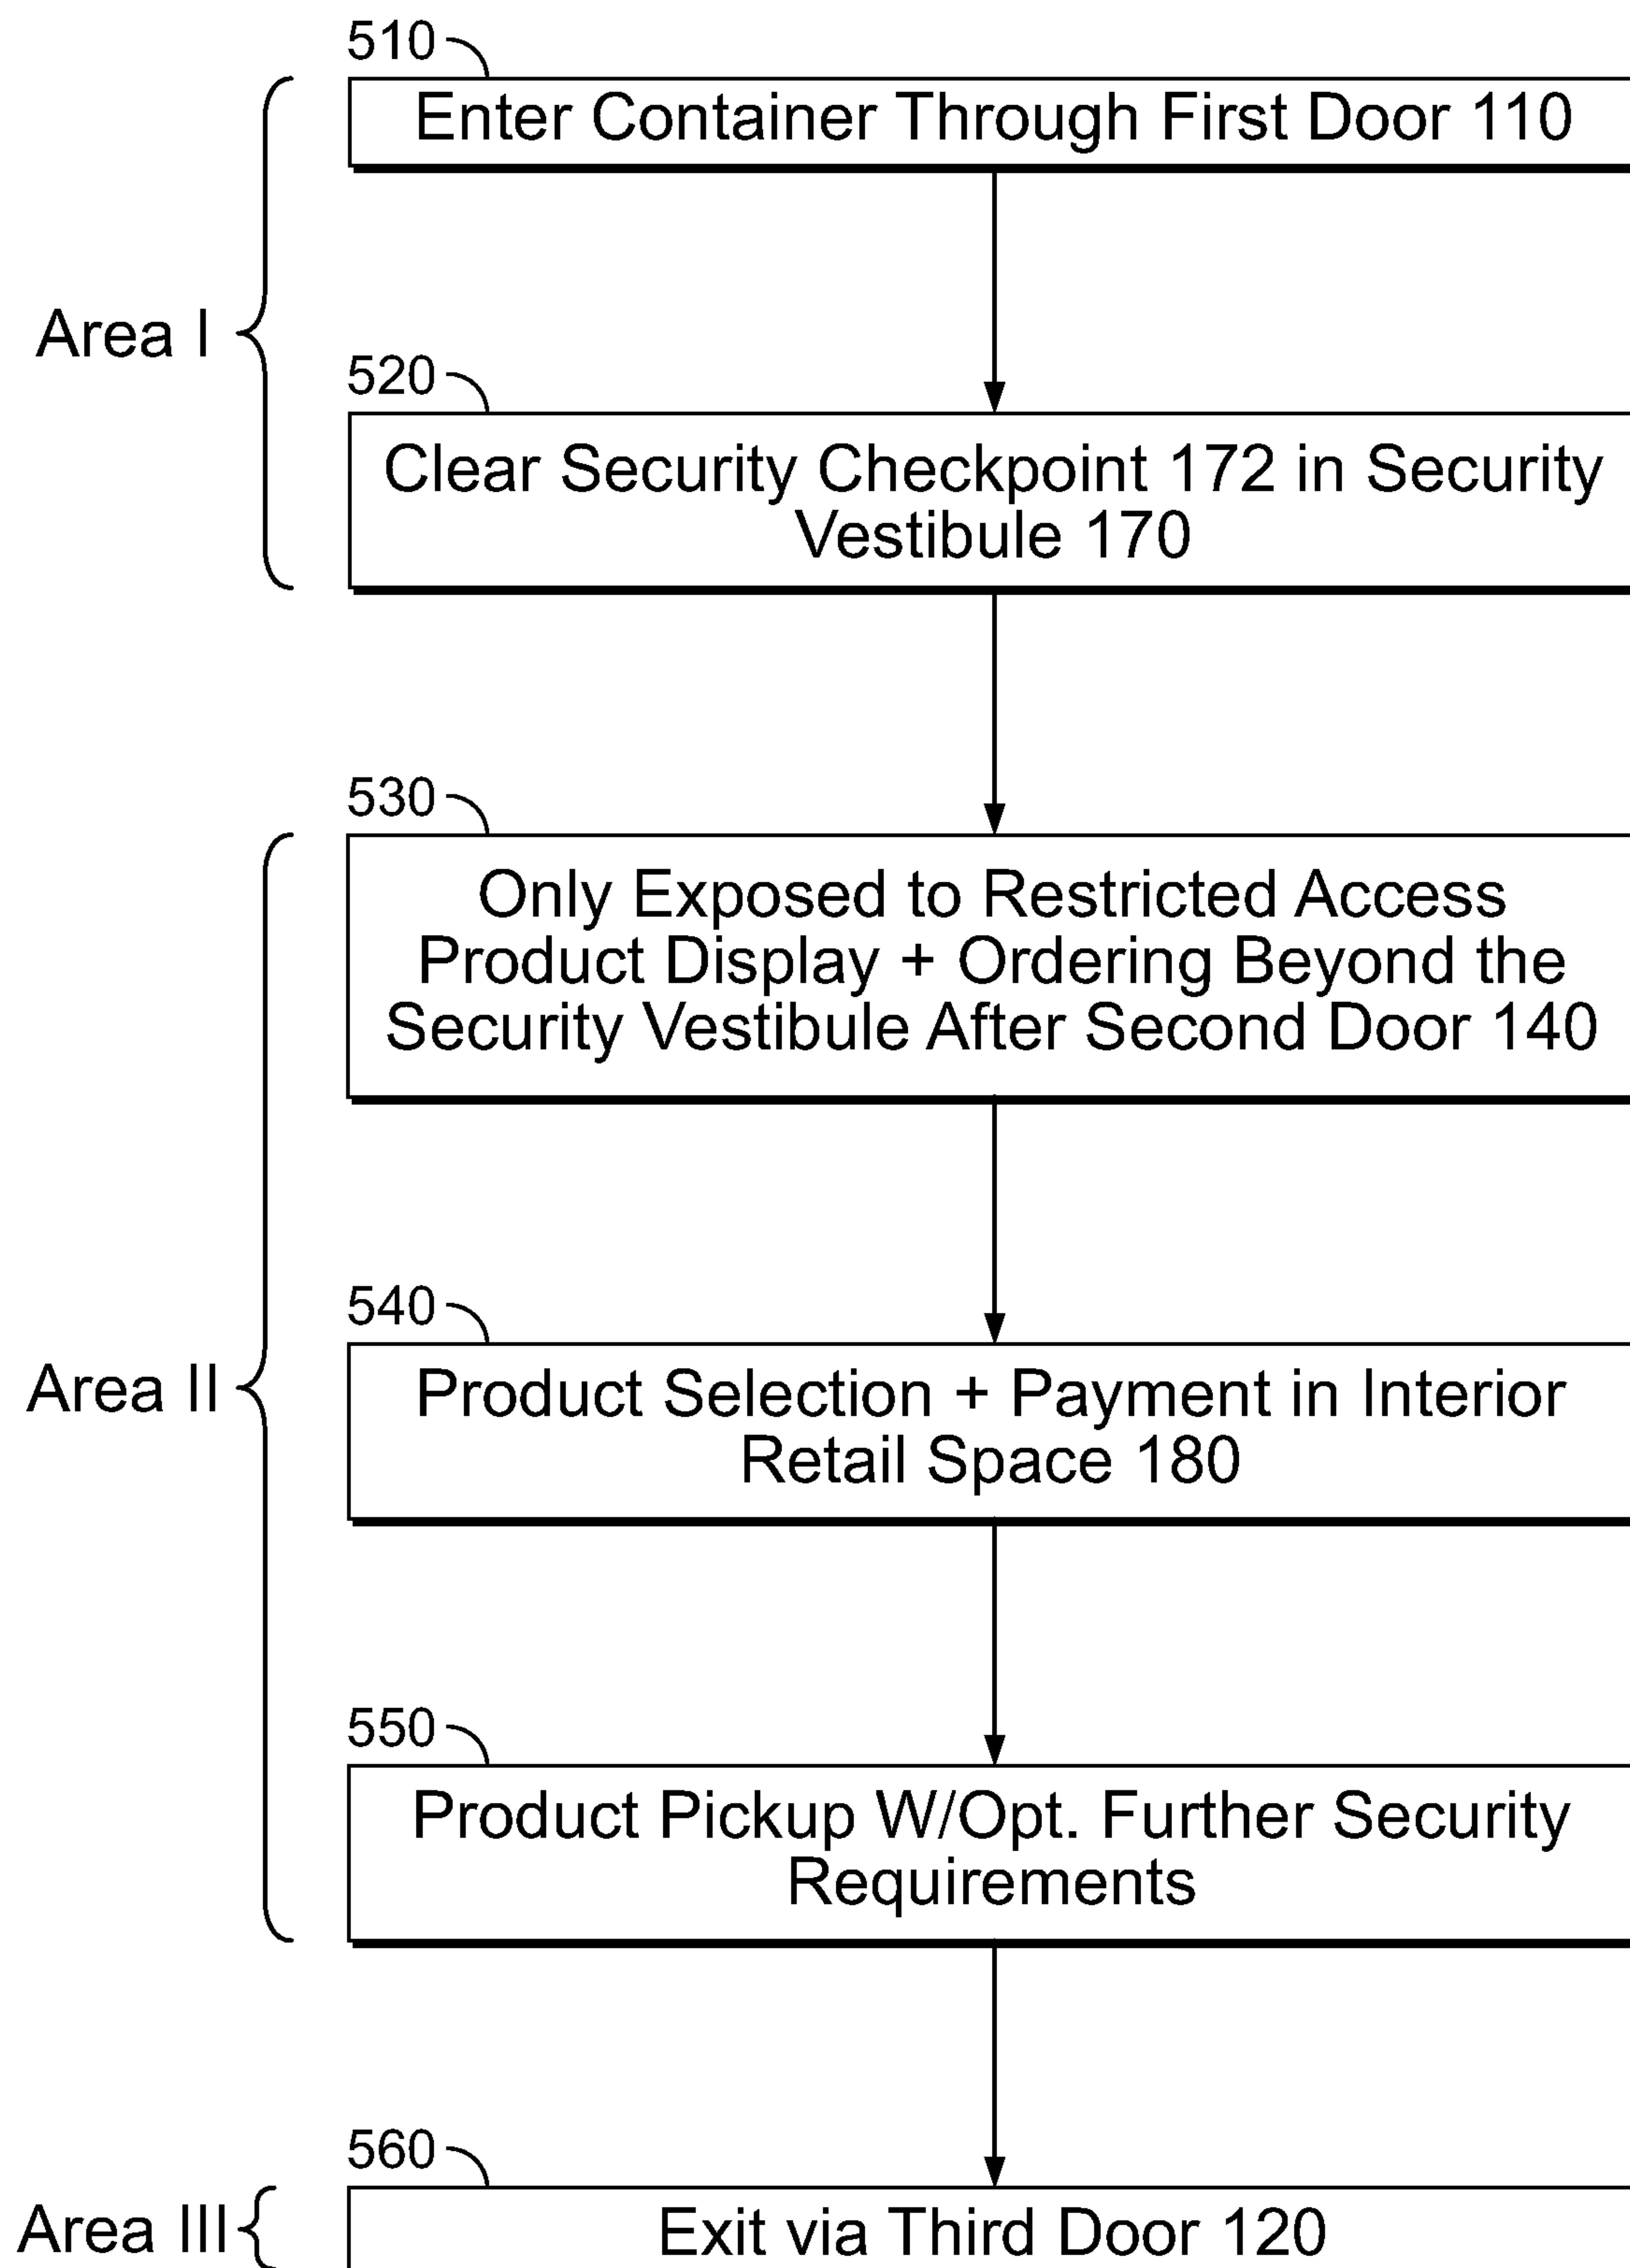 510
Enter Container Through First Door 110
Area I
520
Clear Security Checkpoint 172 in Security
Vestibule 170
530
Only Exposed to Restricted Access
Product Display + Ordering Beyond the
Security Vestibule After Second Door 140
540
Area II
Product Selection + Payment in Interior
Retail Space 180
550
Product Pickup W/Opt. Further Security
Requirements
560
Area III
Exit via Third Door 120